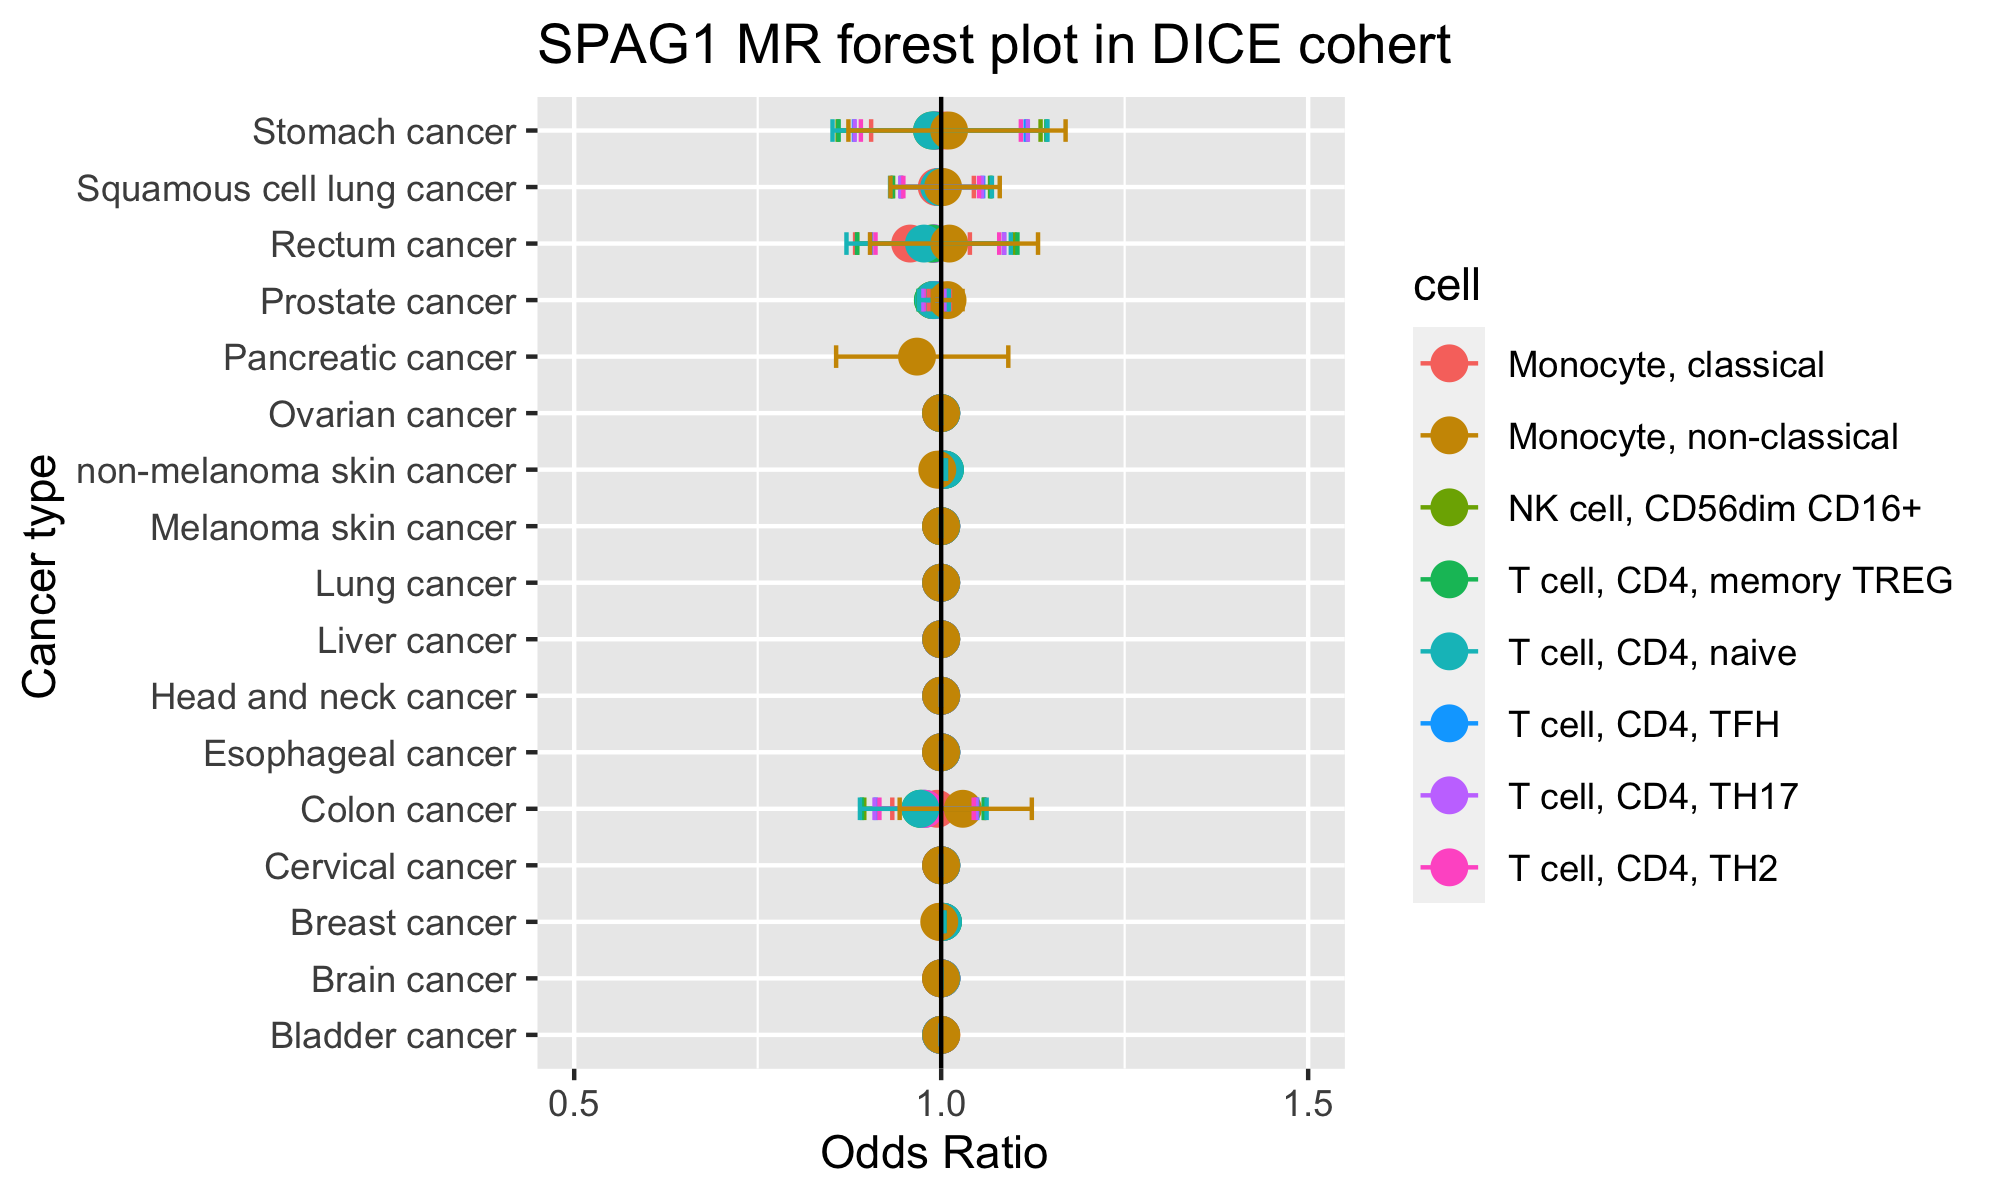 SPAG1 MR forest plot in DICE cohert
Cancer type
Stomach cancer
Squamous cell lung cancer
Rectum cancer
Prostate cancer
Pancreatic cancer
Ovarian cancer
non-melanoma skin cancer
Melanoma skin cancer
Lung cancer
Liver cancer
Head and neck cancer
Esophageal cancer
Colon cancer
Cervical cancer
Breast cancer
Brain cancer
Bladder cancer
0.5 1.0 1.5
Odds Ratio
cell
Monocyte, classical
Monocyte, non-classical
NK cell, CD56dim CD16+
T cell, CD4, memory TREG
T cell, CD4, naive
T cell, CD4, TFH
T cell, CD4, TH17
T cell, CD4, TH2